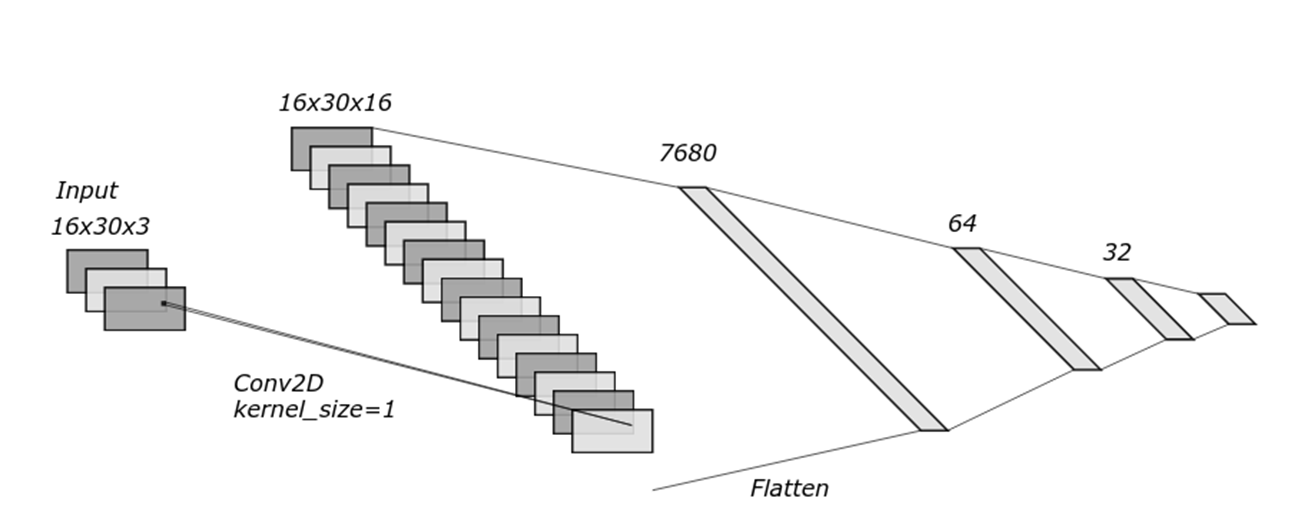 Input
16x30x3
Conv2D
kernel_size=1
16x30x16
Flatten
7680
64
32